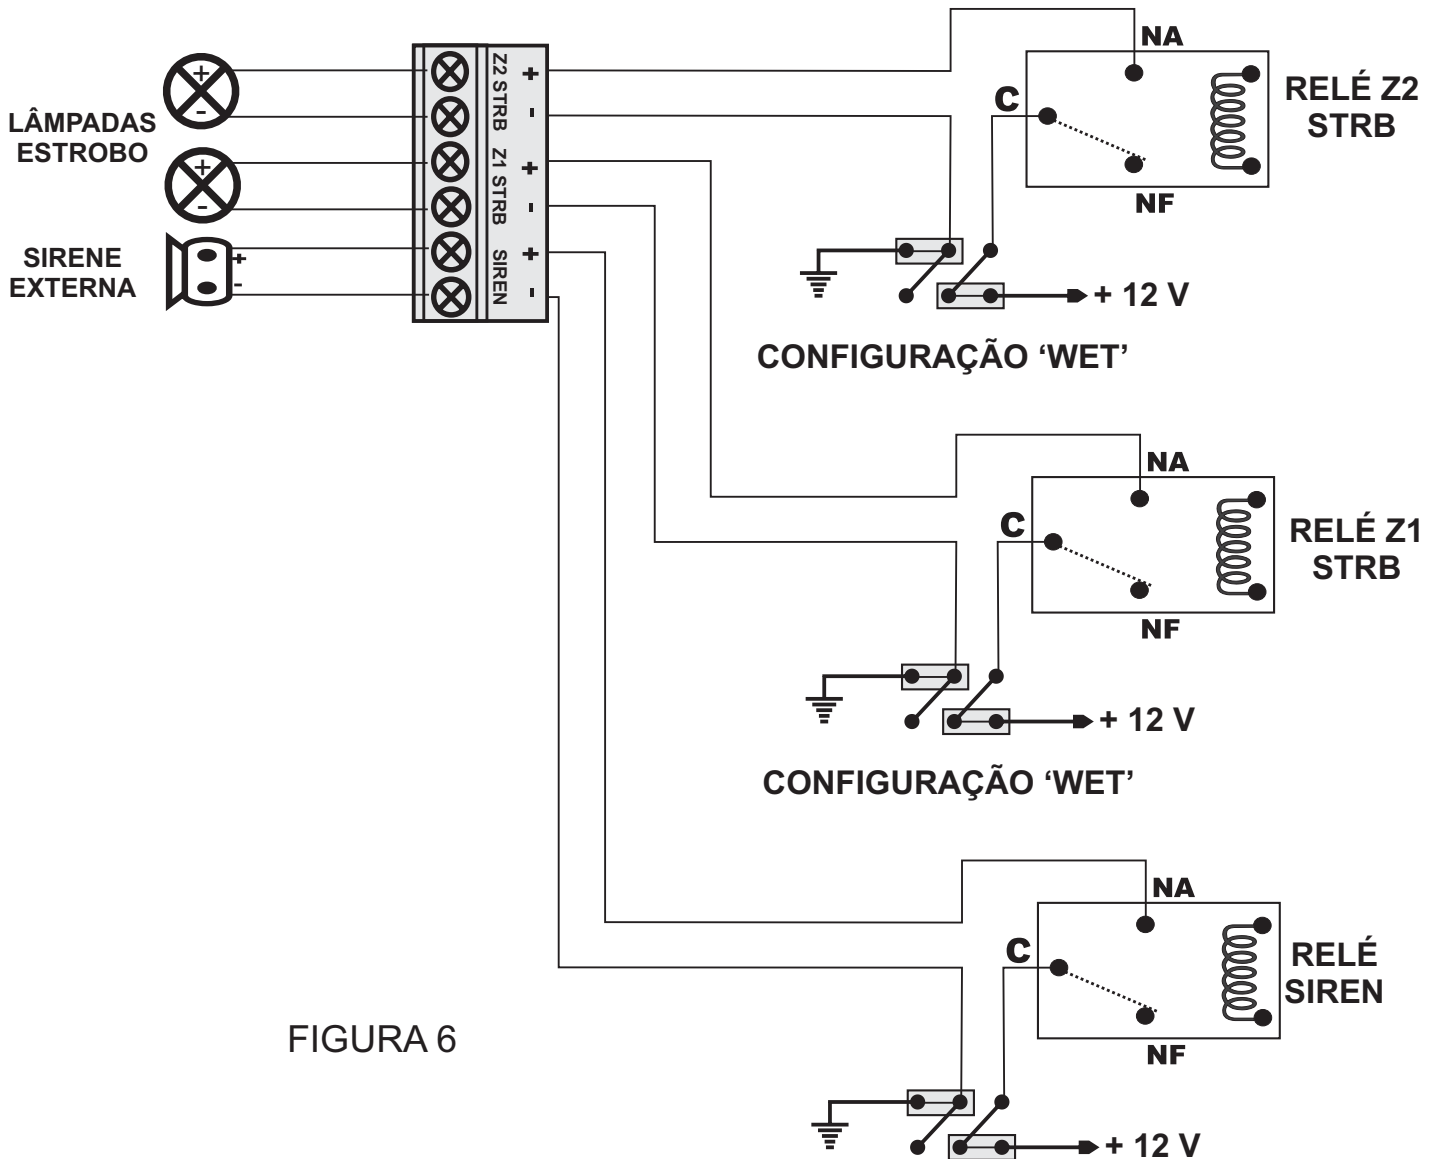 LÂMPADAS
ESTROBO
+
-
+
-
SIRENE
EXTERNA
+
-
Z2 STRB
Z1 STRB
SIREN
+
-
+
-
+
-
NA
C
NF
RELÉ Z2
STRB
+ 12 V
CONFIGURAÇÃO ‘WET’
NA
C
NF
RELÉ Z1
STRB
+ 12 V
CONFIGURAÇÃO ‘WET’
NA
C
NF
RELÉ
SIREN
+ 12 V
FIGURA 6